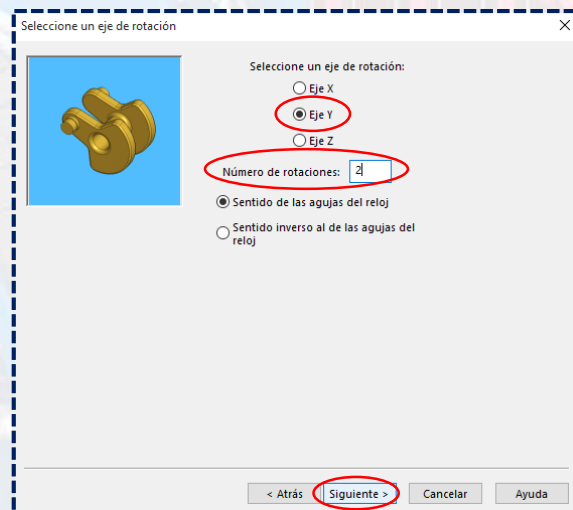 Seleccione un eje de rotación
Seleccione un eje de rotación:
Eje X
Eje Y
Eje Z
Número de rotaciones: 2
Sentido de las agujas del reloj
Sentido inverso al de las agujas del
reloj
< Atrás Siguiente > Cancelar Ayuda